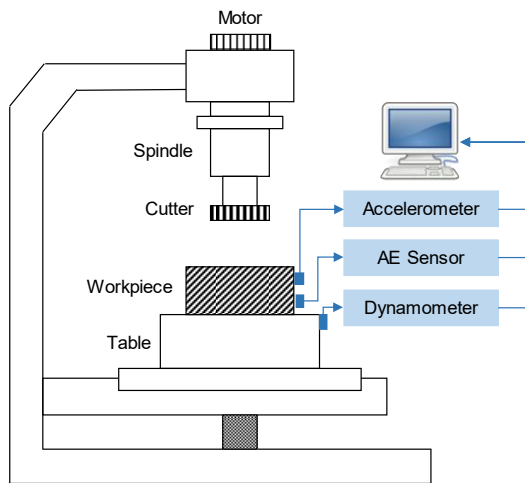 Motor
Spindle
Cutter
Accelerometer
AE Sensor
Workpiece
Dynamometer
Table